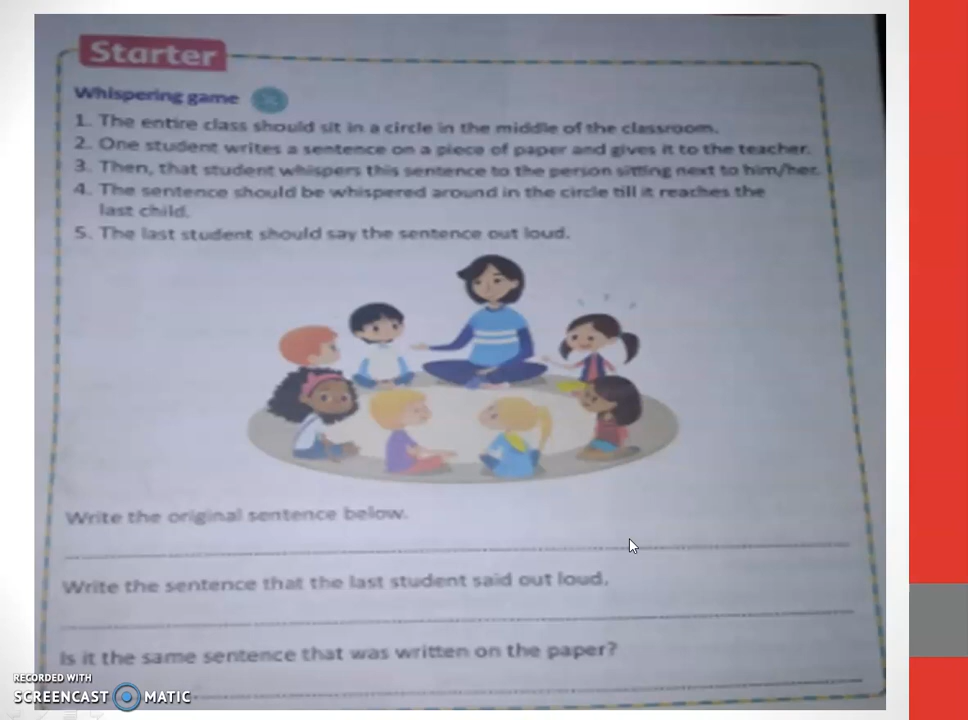 Starter
Whispering game
1. The entire class should sit in a circle in the middle of the classroom.
2. One student writes a sentence on a piece of paper and gives it to the teacher.
3. Then, that student whispers this sentence to the person sitting next to him/her.
4. The sentence should be whispered around in the circle till it reaches the
last child.
5. The last student should say the sentence out loud.
Write the original sentence below.
Write the sentence that the last student said out loud.
Is it the same sentence that was written on the paper?
RECORDED WITH
SCREENCAST MATIC